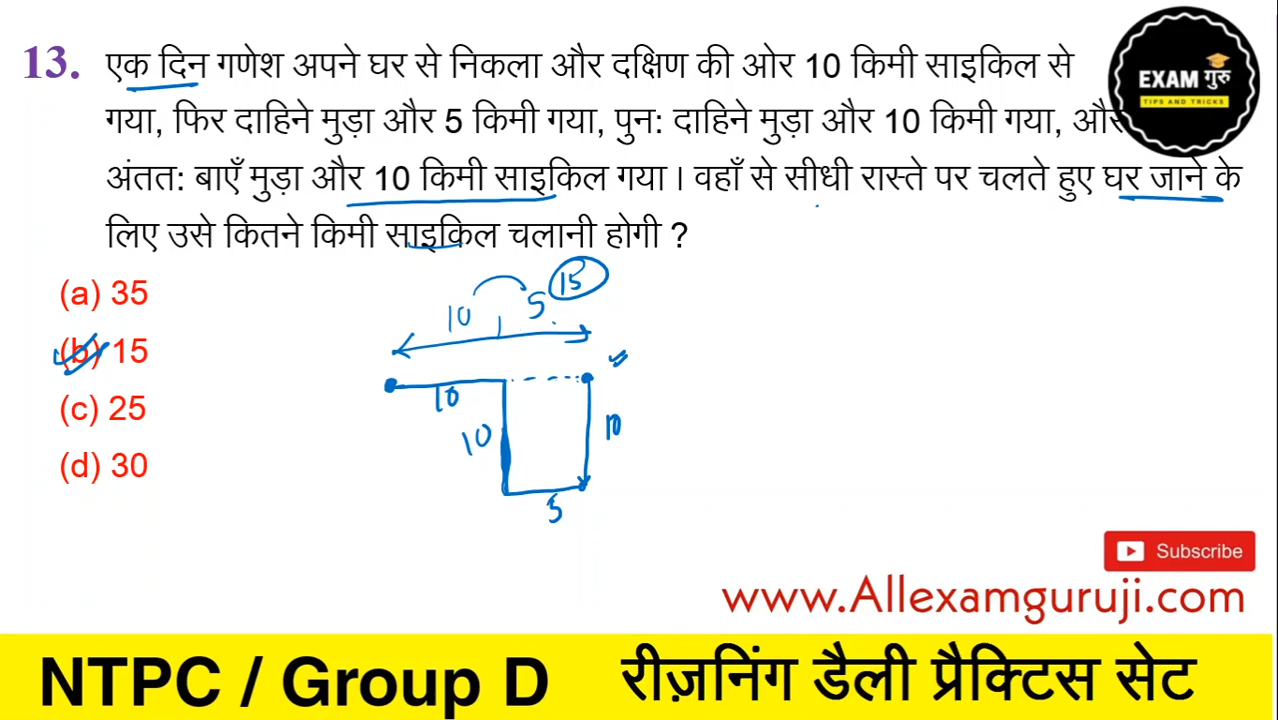 13. एक दिन गणेश अपने घर से निकला और दक्षिण की ओर 10 किमी साइकिल से
गया, फिर दाहिने मुड़ा और 5 किमी गया, पुन: दाहिने मुड़ा और 10 किमी गया, और
अंतत: बाएँ मुड़ा और 10 किमी साइकिल गया । वहाँ से सीधी रास्ते पर चलते हुए घर जाने के
लिए उसे कितने किमी साइकिल चलानी होगी ?
EXAM गुरु
TIPS AND TRICKS
(a) 35
(b) 15
(c) 25
(d) 30
10 5 15
10
10 10
5
Subscribe
www.Allexamguruji.com
NTPC / Group D रीज़निंग डैली प्रैक्टिस सेट